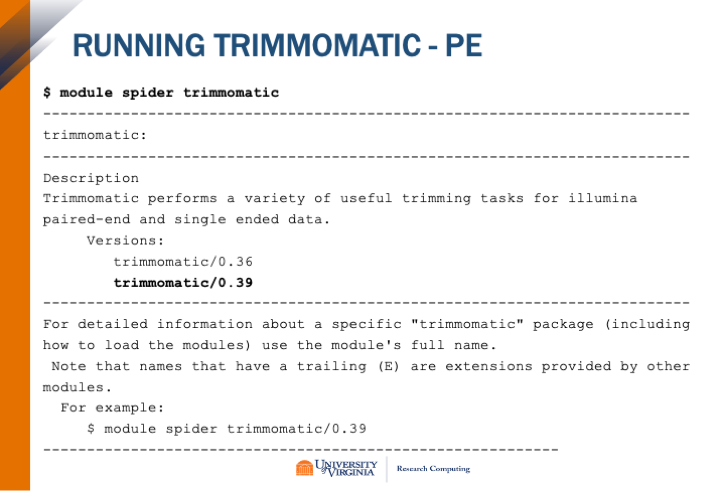 RUNNING TRIMMOMATIC - PE
$ module spider trimmomatic
--------------------------------------------------------------------------
trimmomatic:
--------------------------------------------------------------------------
Description
Trimmomatic performs a variety of useful trimming tasks for illumina
paired-end and single ended data.
     Versions:
        trimmomatic/0.36
        trimmomatic/0.39
--------------------------------------------------------------------------
For detailed information about a specific "trimmomatic" package (including
how to load the modules) use the module's full name.
 Note that names that have a trailing (E) are extensions provided by other
modules.
  For example:
     $ module spider trimmomatic/0.39
-----------------------------------------------------------
UNIVERSITY of VIRGINIA
Research Computing